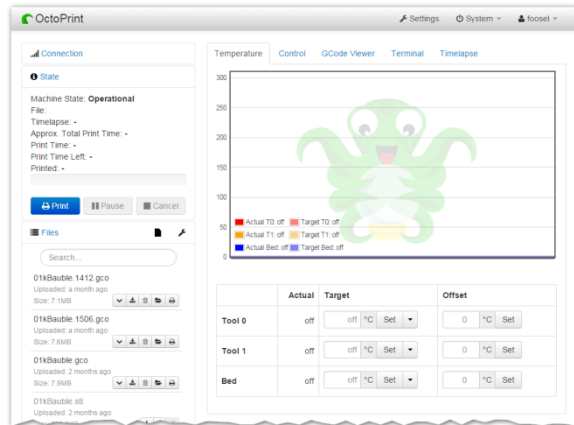 OctoPrint
Settings System foosel
Connection
State
Machine State: Operational
File:
Timelapse: -
Approx. Total Print Time: -
Print Time: -
Print Time Left: -
Printed: -
Print Pause Cancel
Files
Search...
01kBauble.1412.gco
Uploaded: a month ago
Size: 7.1MB
01kBauble.1506.gco
Uploaded: a month ago
Size: 7.6MB
01kBauble.gco
Uploaded: 2 months ago
Size: 7.9MB
01kBauble.stl
Uploaded: 2 months ago
Temperature Control GCode Viewer Terminal Timelapse
300
250
200
150
100
50
0
Actual T0: off Target T0: off
Actual T1: off Target T1: off
Actual Bed: off Target Bed: off
Actual Target Offset
Tool 0 off off °C Set 0 °C Set
Tool 1 off off °C Set 0 °C Set
Bed off off °C Set 0 °C Set